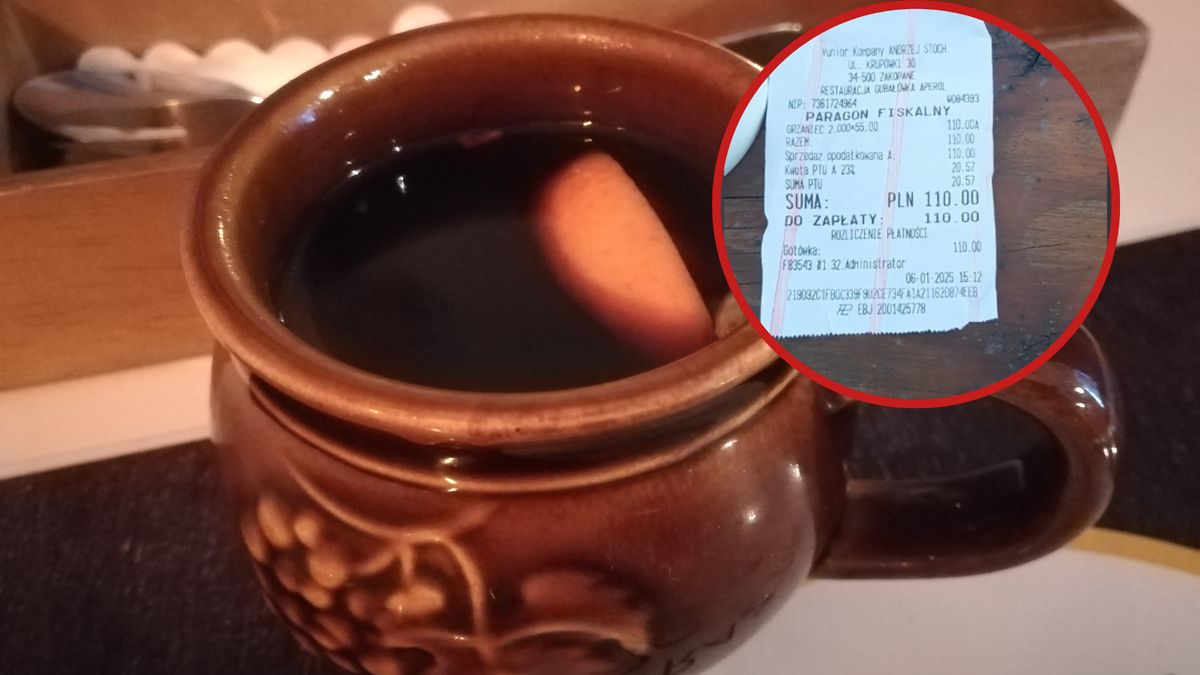 Yunior Kompany ANDRZEJ STOCH
UL. KRUPÓWKI 30
34-500 ZAKOPANE
RESTAURACJA GUBAŁÓWKA APEROL
NIP: 7361724964 W084393
PARAGON FISKALNY
GRZANIEC 2.000×55.00 110.00A
RAZEM: 110.00
Sprzedaż opodatkowana A: 110.00
Kwota PTU A 23% 20.57
SUMA PTU 20.57
SUMA: PLN 110.00
DO ZAPŁATY: 110.00
ROZLICZENIE PŁATNOŚCI
Gotówka: 110.00
F83543 #1 32.Administrator
06-01-2025 15:12
EBJ 2001425778